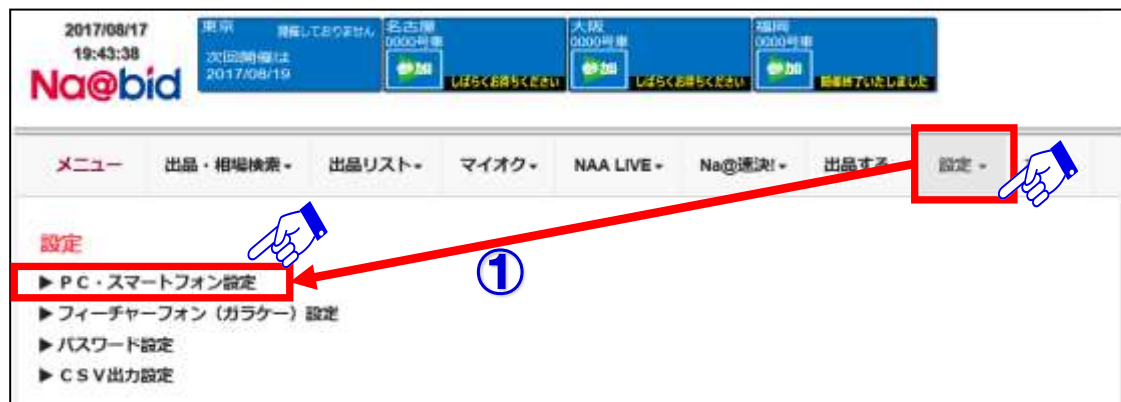 2017/08/17
19:43:38
Na@bid
東京 開催しておりません
次回開催は
2017/08/19
名古屋
0000号車
参加
しばらくお待ちください
大阪
0000号車
参加
しばらくお待ちください
福岡
0000号車
参加
開催終了いたしました
メニュー 出品・相場検索 出品リスト マイオク NAA LIVE Na@速決! 出品する 設定
設定
①
▶ PC・スマートフォン設定
▶ フィーチャーフォン（ガラケー）設定
▶ パスワード設定
▶ CSV出力設定